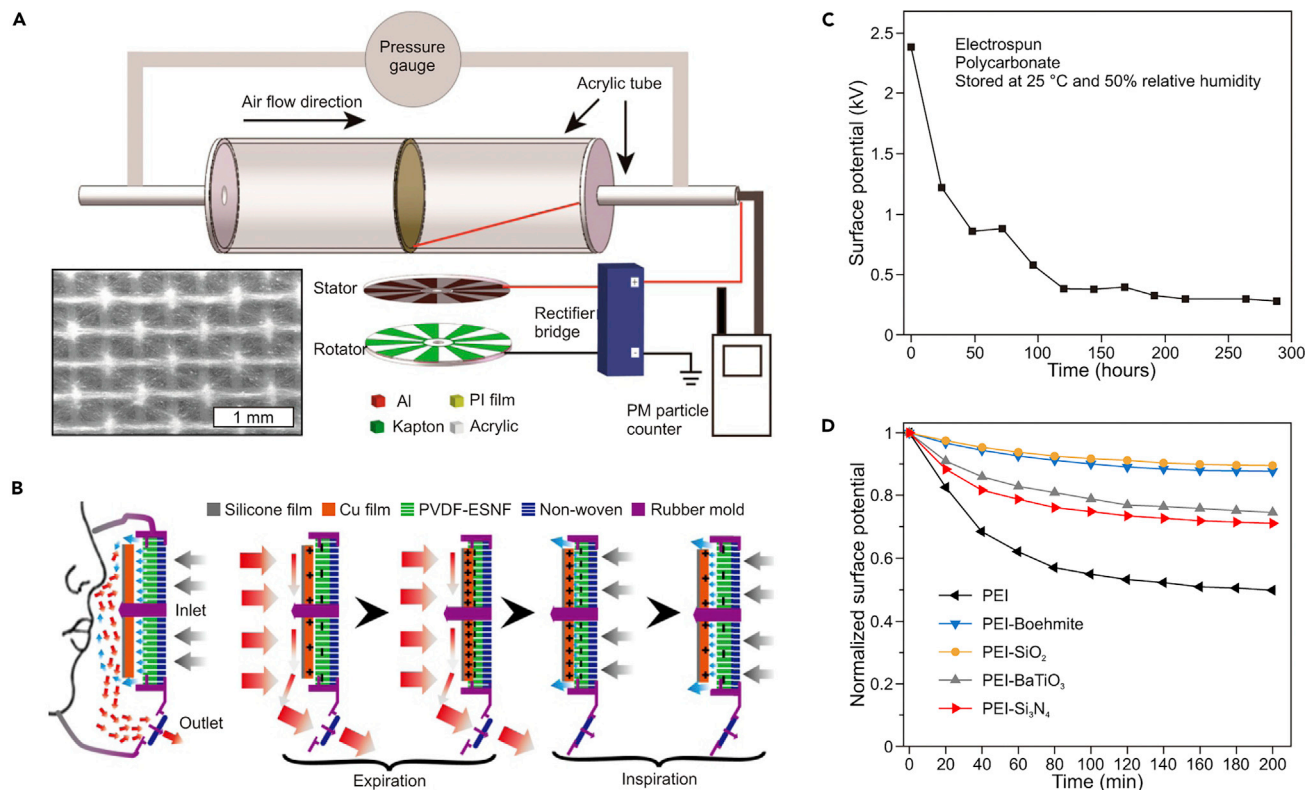 A
Pressure
gauge
Air flow direction
Acrylic tube
Stator
Rotator
Rectifier
bridge
+
-
PM particle
counter
1 mm
Al
PI film
Kapton
Acrylic
B
Silicone film
Cu film
PVDF-ESNF
Non-woven
Rubber mold
Inlet
Outlet
Expiration
Inspiration
C
Electrospun
Polycarbonate
Stored at 25 °C and 50% relative humidity
Surface potential (kV)
2.5
2
1.5
1
0.5
0
0 50 100 150 200 250 300
Time (hours)
D
Normalized surface potential
1
0.8
0.6
0.4
0.2
0
PEI
PEI-Boehmite
PEI-SiO₂
PEI-BaTiO₃
PEI-Si₃N₄
0 20 40 60 80 100 120 140 160 180 200
Time (min)